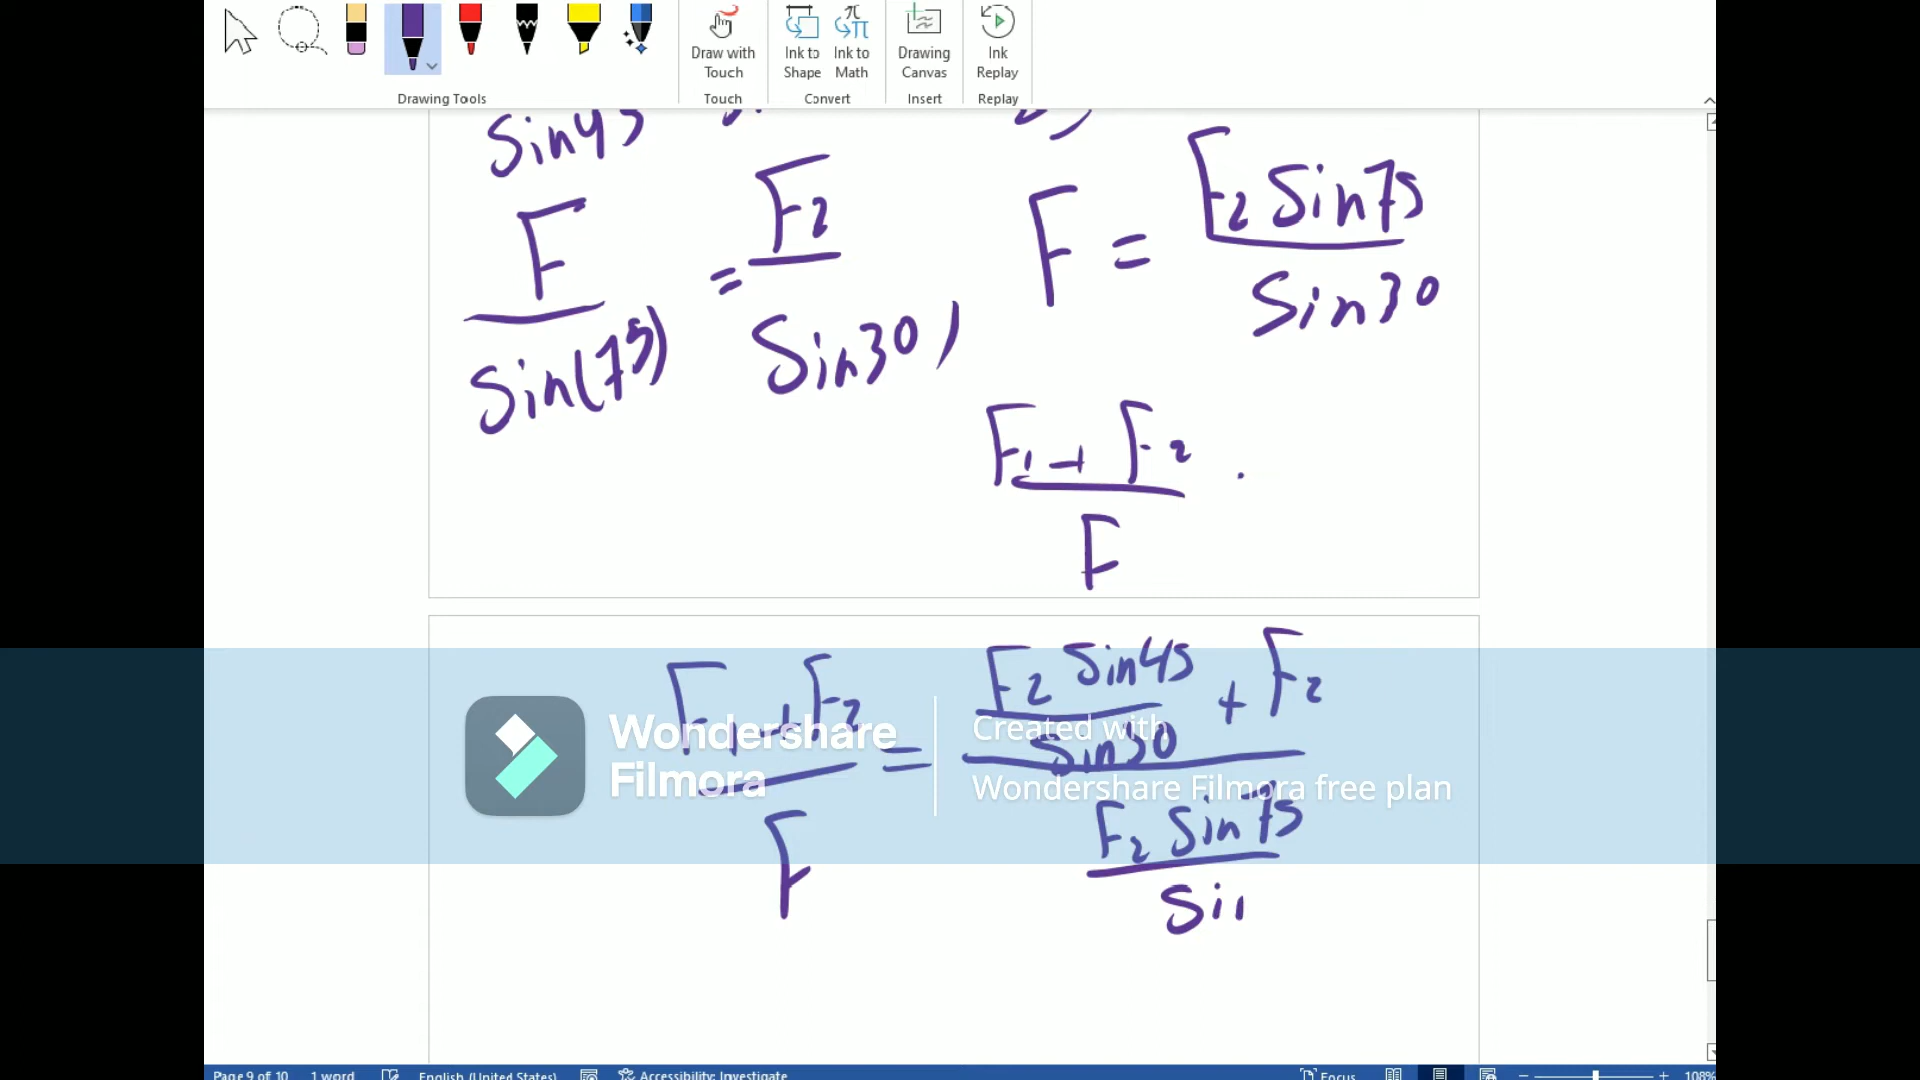 Draw with Touch
Ink to Shape
Ink to Math
Drawing Canvas
Ink Replay
Drawing Tools
Touch
Convert
Insert
Replay
Sin45
F/Sin(75) = F2/Sin30 , F = F2 Sin75/Sin30
F1+F2/F .
F1+F2/F = F2 Sin45/Sin30 + F2
F2 Sin75
Wondershare Filmora
Created with
Wondershare Filmora free plan
Page 9 of 10
1 word
English (United States)
Accessibility: Investigate
Focus
108%